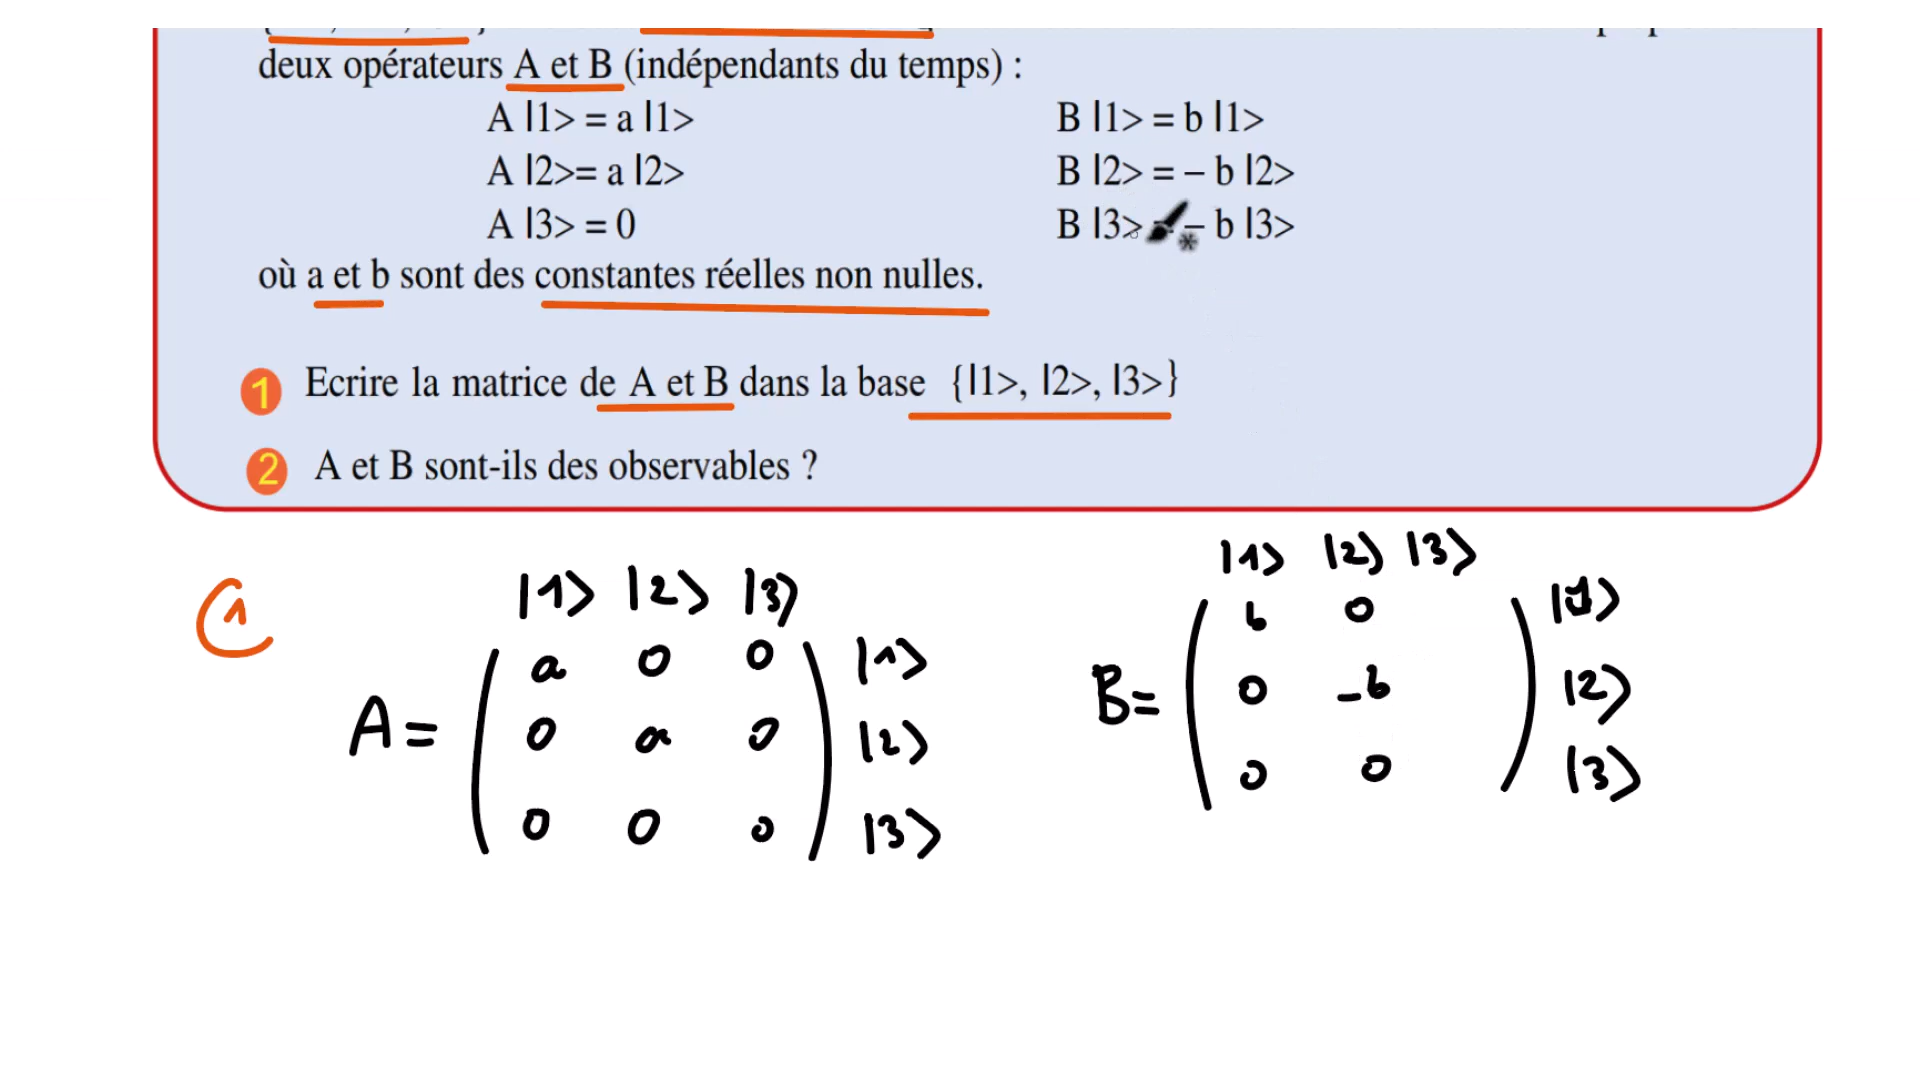 deux opérateurs A et B (indépendants du temps) :
A |1> = a |1> B |1> = b |1>
A |2>= a |2> B |2> = – b |2>
A |3> = 0 B |3> – b |3>
où a et b sont des constantes réelles non nulles.
1 Ecrire la matrice de A et B dans la base {|1>, |2>, |3>}
2 A et B sont-ils des observables ?
1
|1> |2> |3>
A = ( a 0 0 ) |1>
0 a 0 |2>
0 0 0 |3>
|1> |2> |3>
B = ( b 0 ) |1>
0 -b |2>
0 0 |3>